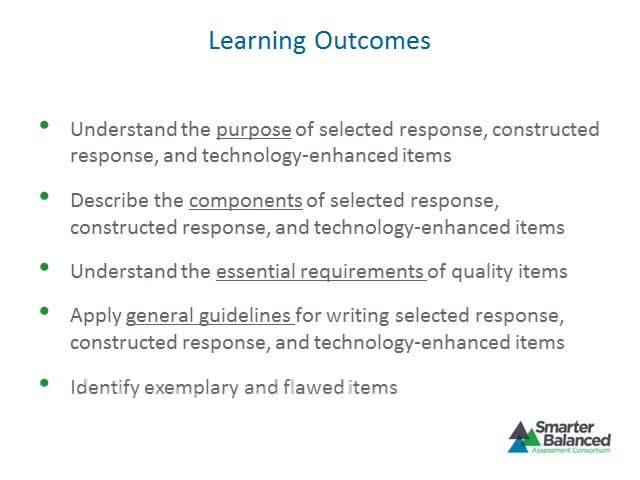 Learning Outcomes
• Understand the purpose of selected response, constructed
response, and technology-enhanced items
• Describe the components of selected response,
constructed response, and technology-enhanced items
• Understand the essential requirements of quality items
• Apply general guidelines for writing selected response,
constructed response, and technology-enhanced items
• Identify exemplary and flawed items
Smarter
Balanced
Assessment Consortium